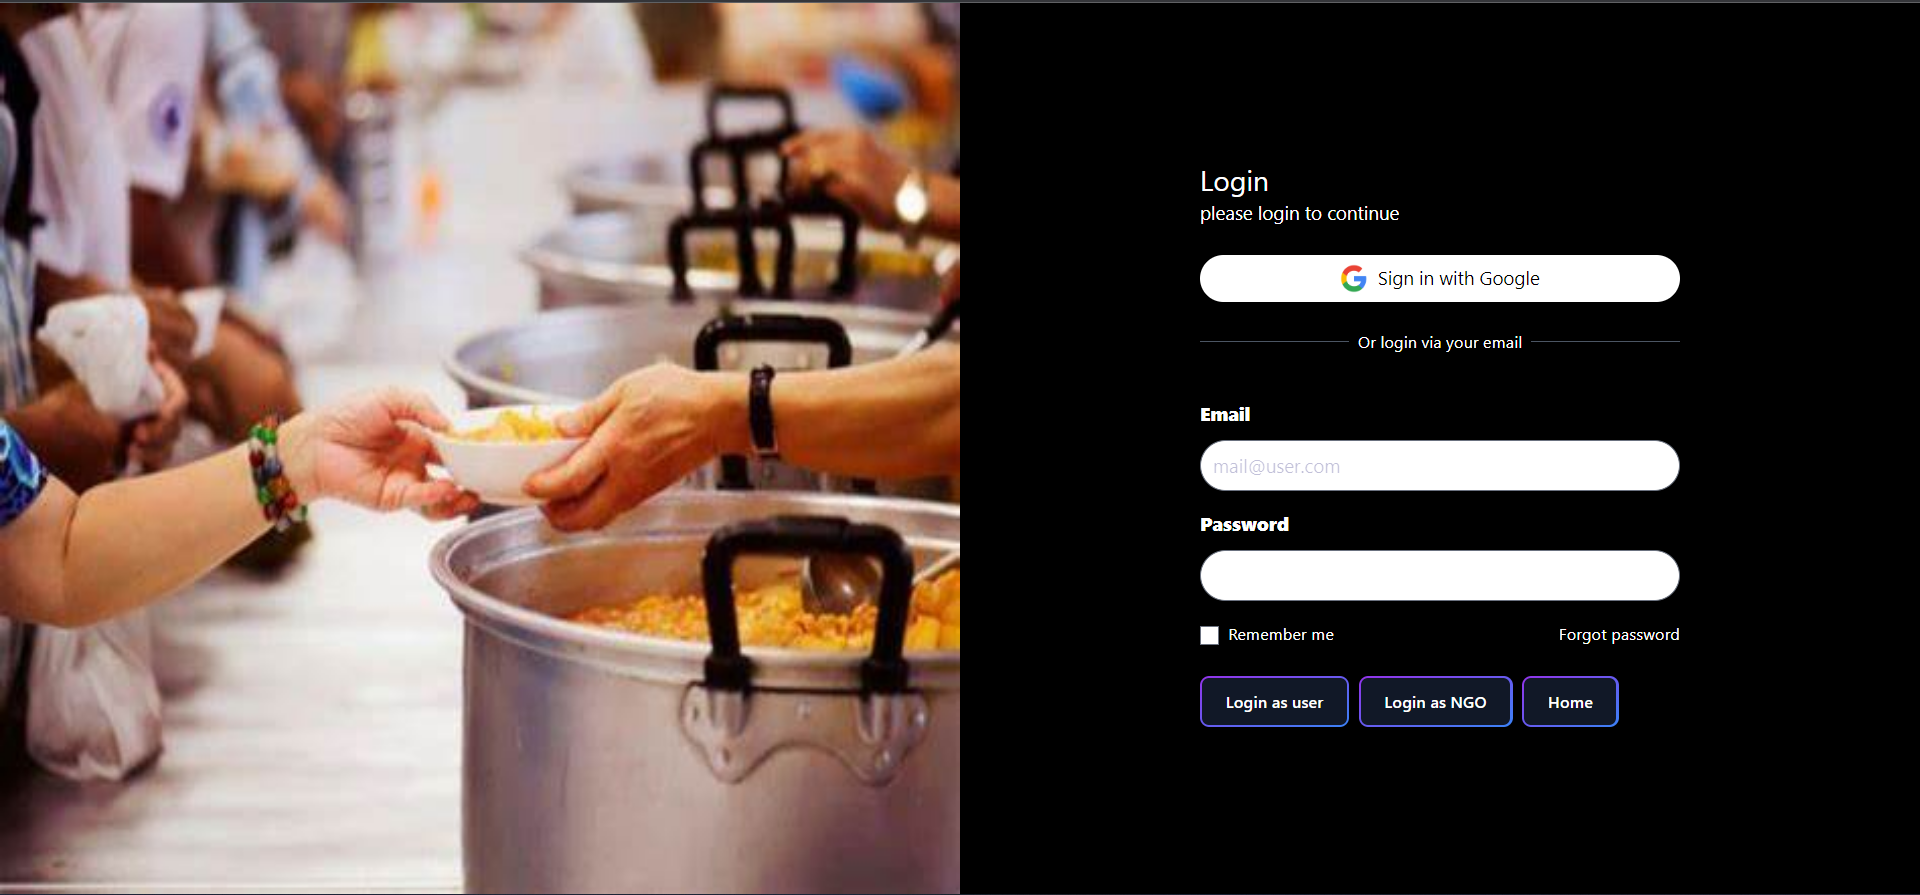 Login
please login to continue
Sign in with Google
Or login via your email
Email
mail@user.com
Password
Remember me
Forgot password
Login as user
Login as NGO
Home